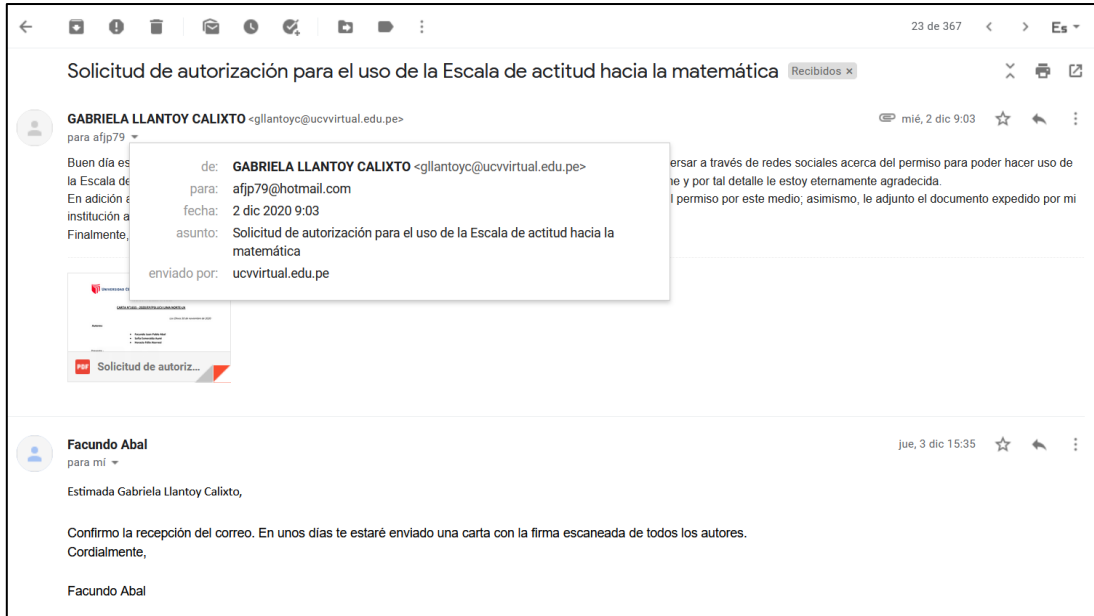 23 de 367
Es
Solicitud de autorización para el uso de la Escala de actitud hacia la matemática Recibidos ×
GABRIELA LLANTOY CALIXTO <gllantoyc@ucvvirtual.edu.pe>
mié, 2 dic 9:03
para afjp79
Buen día es
ersar a través de redes sociales acerca del permiso para poder hacer uso de
la Escala de
ne y por tal detalle le estoy eternamente agradecida.
En adición a
l permiso por este medio; asimismo, le adjunto el documento expedido por mi
institución a
Finalmente,
de: GABRIELA LLANTOY CALIXTO <gllantoyc@ucvvirtual.edu.pe>
para: afjp79@hotmail.com
fecha: 2 dic 2020 9:03
asunto: Solicitud de autorización para el uso de la Escala de actitud hacia la
matemática
enviado por: ucvvirtual.edu.pe
PDF Solicitud de autoriz...
Facundo Abal
jue, 3 dic 15:35
para mí
Estimada Gabriela Llantoy Calixto,
Confirmo la recepción del correo. En unos días te estaré enviado una carta con la firma escaneada de todos los autores.
Cordialmente,
Facundo Abal